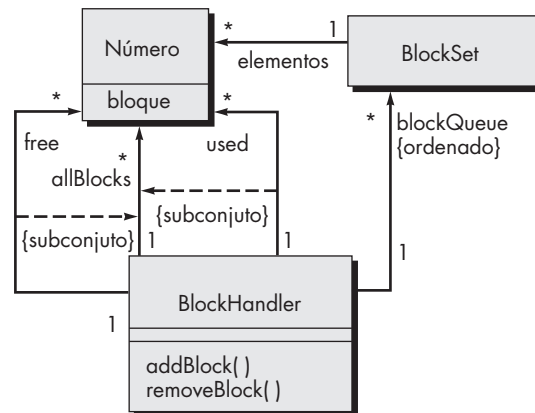 Número
bloque
* 1
elementos
BlockSet
*
free
*
used
*
allBlocks
*
blockQueue
{ordenado}
{subconjuto}
{subconjuto}
1
1
1
1
BlockHandler
addBlock( )
removeBlock( )